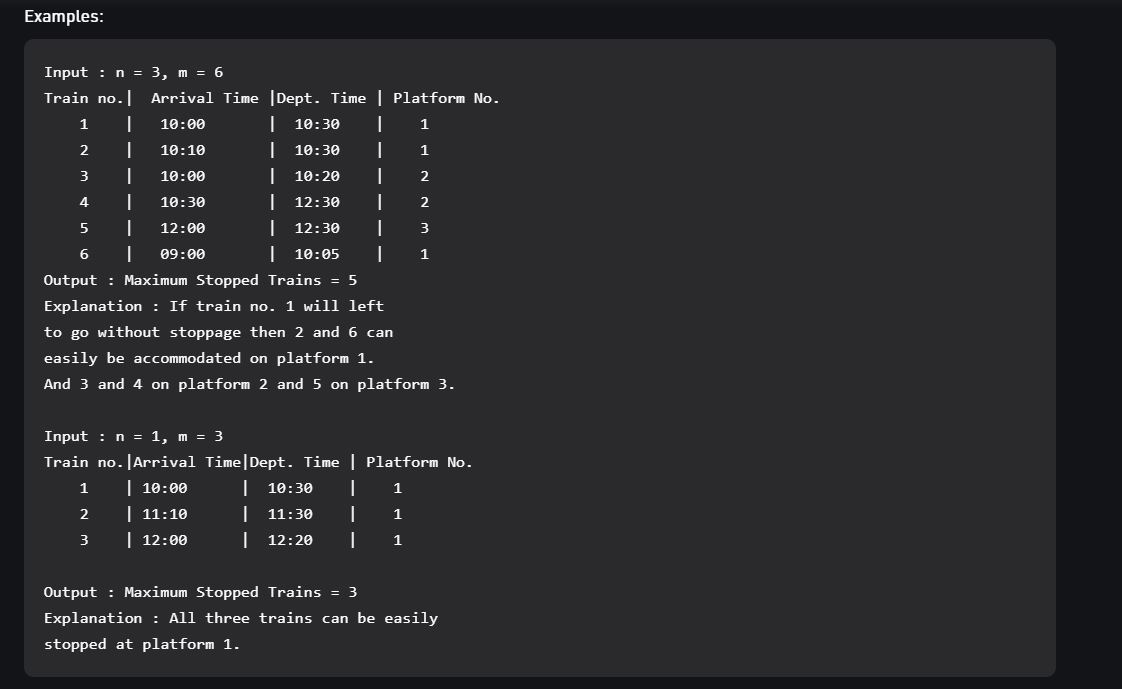 Examples:
Input : n = 3, m = 6
Train no.|  Arrival Time |Dept. Time | Platform No.
    1    |   10:00       |  10:30    |    1
    2    |   10:10       |  10:30    |    1
    3    |   10:00       |  10:20    |    2
    4    |   10:30       |  12:30    |    2
    5    |   12:00       |  12:30    |    3
    6    |   09:00       |  10:05    |    1
Output : Maximum Stopped Trains = 5
Explanation : If train no. 1 will left
to go without stoppage then 2 and 6 can
easily be accommodated on platform 1.
And 3 and 4 on platform 2 and 5 on platform 3.
Input : n = 1, m = 3
Train no.|Arrival Time|Dept. Time | Platform No.
    1    | 10:00      |  10:30    |    1
    2    | 11:10      |  11:30    |    1
    3    | 12:00      |  12:20    |    1
Output : Maximum Stopped Trains = 3
Explanation : All three trains can be easily
stopped at platform 1.